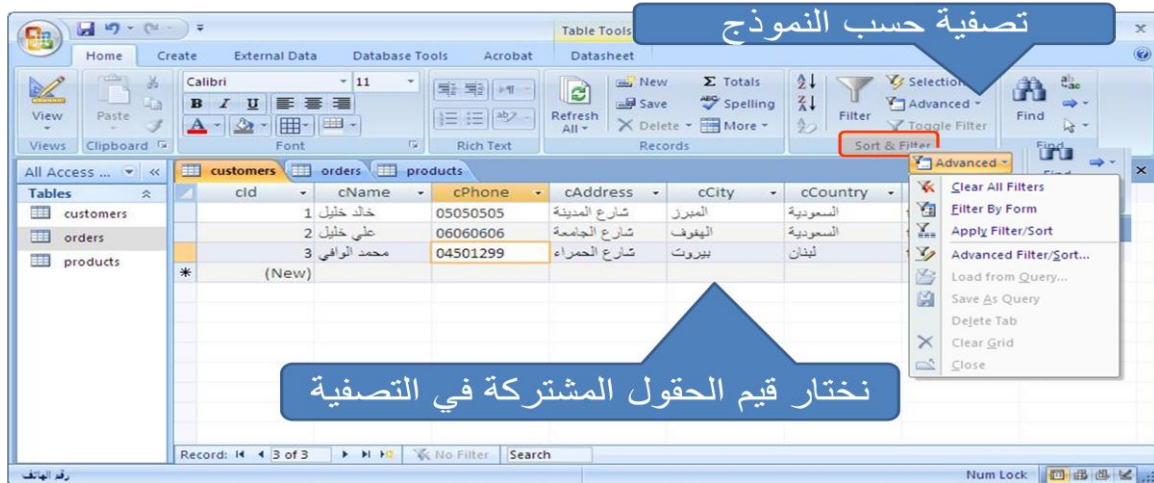 تصفية حسب النموذج
Table Tools
Home Create External Data Database Tools Acrobat Datasheet
Calibri 11
New Σ Totals Selection
B I U Save Spelling Advanced
View Paste Refresh All Delete More Filter Toggle Filter Find
Views Clipboard Font Rich Text Records Sort & Filter Find
All Access ... « customers orders products Advanced
Tables cId cName cPhone cAddress cCity cCountry
customers
orders
products
1 خالد خليل 05050505 شارع المدينة المبرز السعودية
2 علي خليل 06060606 شارع الجامعة الهفوف السعودية
3 محمد الوافي 04501299 شارع الحمراء بيروت لبنان
(New)
Clear All Filters
Filter By Form
Apply Filter/Sort
Advanced Filter/Sort...
Load from Query...
Save As Query
Delete Tab
Clear Grid
Close
نختار قيم الحقول المشتركة في التصفية
Record: 3 of 3 No Filter Search
رقم الهاتف Num Lock